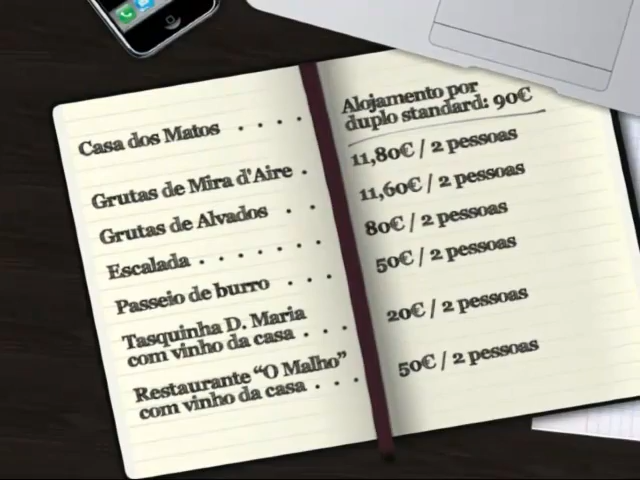 Casa dos Matos . . . .
Grutas de Mira d'Aire .
Grutas de Alvados . .
Escalada . . . . . . .
Passeio de burro . . .
Tasquinha D. Maria
com vinho da casa . . .
Restaurante “O Malho”
com vinho da casa . . .
Alojamento por
duplo standard: 90€
11,80€ / 2 pessoas
11,60€ / 2 pessoas
80€ / 2 pessoas
50€ / 2 pessoas
20€ / 2 pessoas
50€ / 2 pessoas